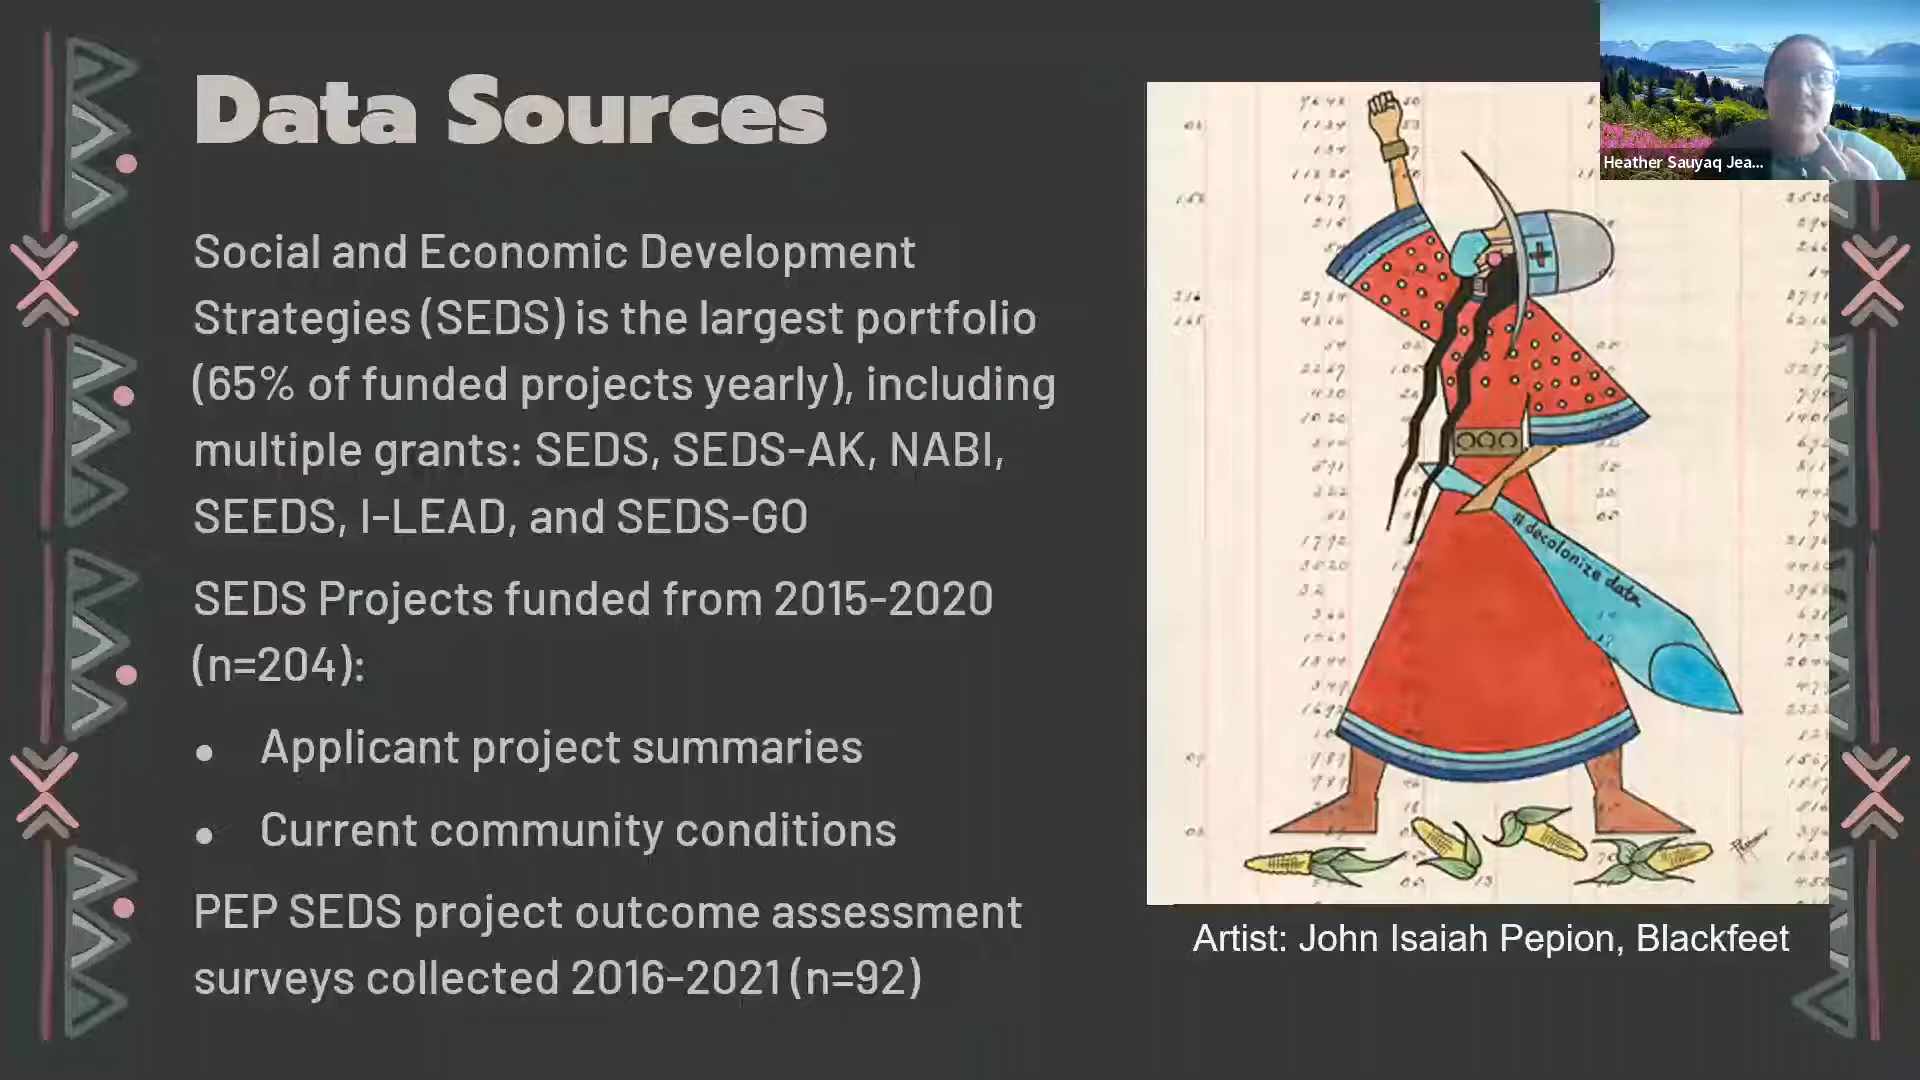 Data Sources
Heather Sauyaq Jea...
Social and Economic Development
Strategies (SEDS) is the largest portfolio
(65% of funded projects yearly), including
multiple grants: SEDS, SEDS-AK, NABI,
SEEDS, I-LEAD, and SEDS-GO
SEDS Projects funded from 2015-2020
(n=204):
• Applicant project summaries
• Current community conditions
PEP SEDS project outcome assessment
surveys collected 2016-2021 (n=92)
# decolonize data
Artist: John Isaiah Pepion, Blackfeet